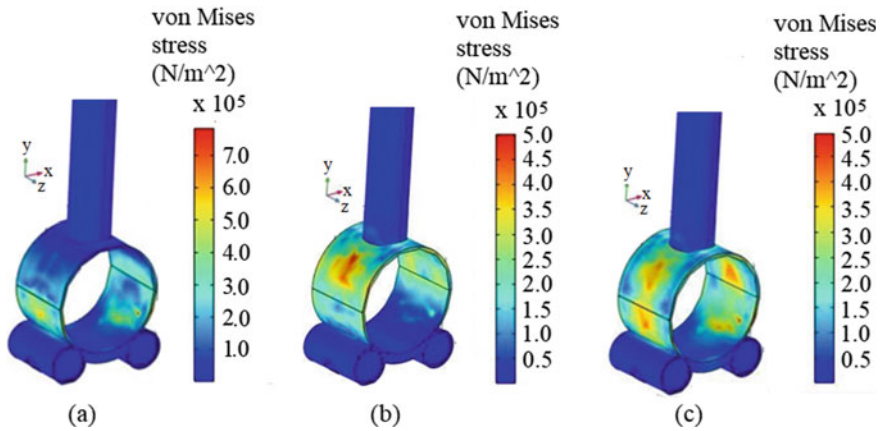 von Mises
stress
(N/m^2)
x 10⁵
7.0
6.0
5.0
4.0
3.0
2.0
1.0
y
x
z
(a)
von Mises
stress
(N/m^2)
x 10⁵
5.0
4.5
4.0
3.5
3.0
2.5
2.0
1.5
1.0
0.5
y
x
z
(b)
von Mises
stress
(N/m^2)
x 10⁵
5.0
4.5
4.0
3.5
3.0
2.5
2.0
1.5
1.0
0.5
y
x
z
(c)